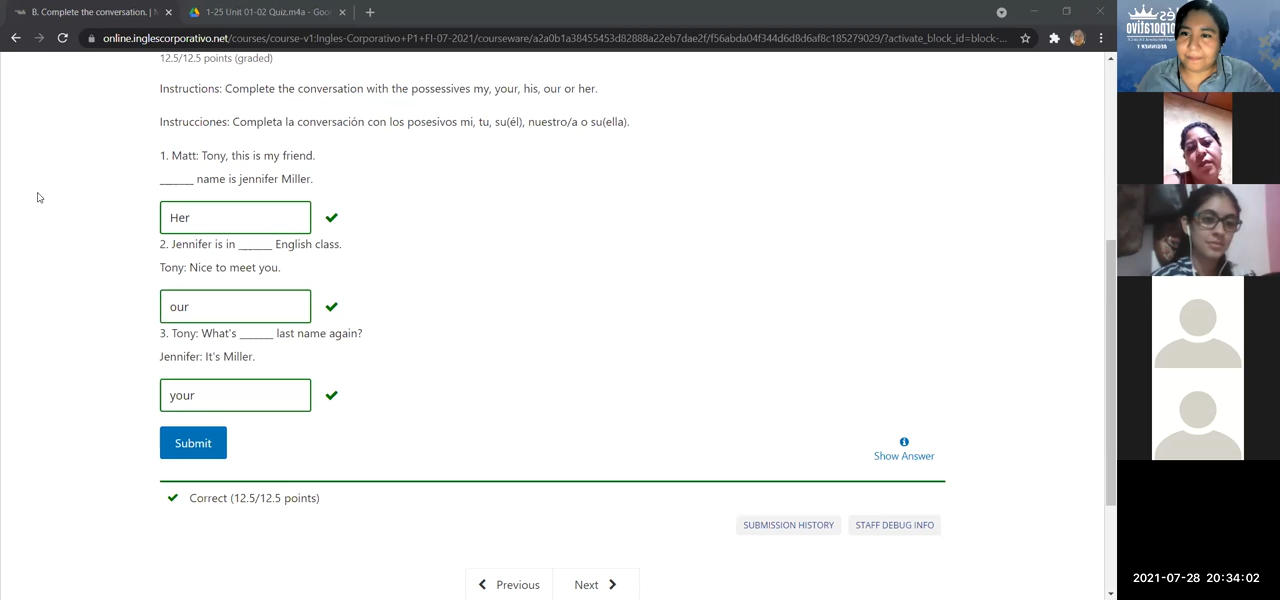 B. Complete the conversation. |
1-25 Unit 01-02 Quiz.m4a - Goo
online.inglescorporativo.net/courses/course-v1:Ingles-Corporativo+P1+FI-07-2021/courseware/a2a0b1a38455453d82888a22eb7dae2f/f56abda04f344d6d8d6af8c185279029/?activate_block_id=block-...
12.5/12.5 points (graded)
Instructions: Complete the conversation with the possessives my, your, his, our or her.
Instrucciones: Completa la conversación con los posesivos mi, tu, su(él), nuestro/a o su(ella).
1. Matt: Tony, this is my friend.
______ name is jennifer Miller.
Her
2. Jennifer is in ______ English class.
Tony: Nice to meet you.
our
3. Tony: What's ______ last name again?
Jennifer: It's Miller.
your
Submit
Show Answer
Correct (12.5/12.5 points)
SUBMISSION HISTORY
STAFF DEBUG INFO
Previous
Next
2021-07-28 20:34:02